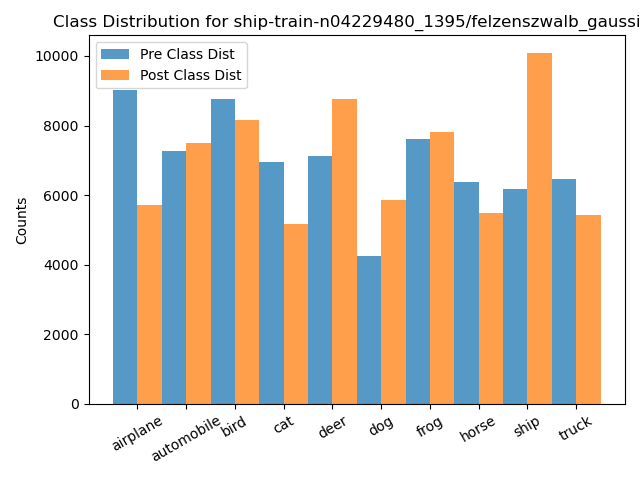 Class Distribution for ship-train-n04229480_1395/felzenszwalb_gaussi
Pre Class Dist
Post Class Dist
Counts
10000
8000
6000
4000
2000
0
airplane
automobile
bird
cat
deer
dog
frog
horse
ship
truck